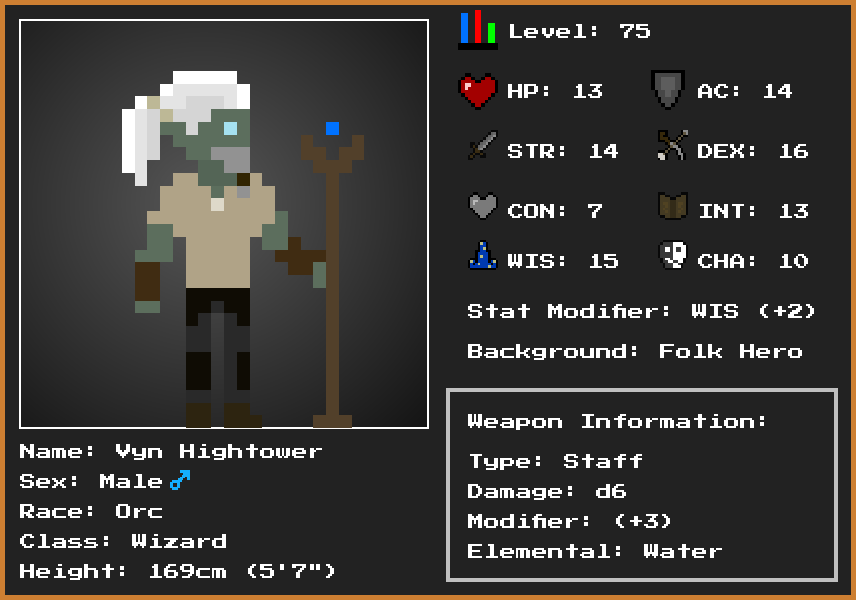 Level: 75
HP: 13
AC: 14
STR: 14
DEX: 16
CON: 7
INT: 13
WIS: 15
CHA: 10
Stat Modifier: WIS (+2)
Background: Folk Hero
Weapon Information:
Type: Staff
Damage: d6
Modifier: (+3)
Elemental: Water
Name: Vyn Hightower
Sex: Male ♂
Race: Orc
Class: Wizard
Height: 169cm (5'7")